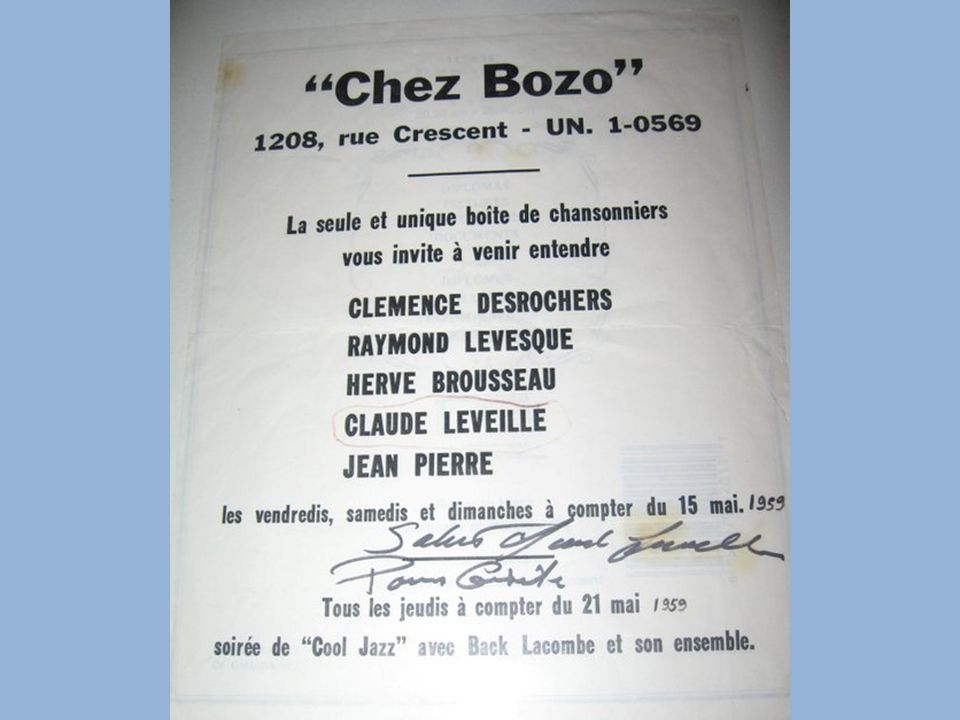 “Chez Bozo”
1208, rue Crescent - UN. 1-0569
La seule et unique boîte de chansonniers
vous invite à venir entendre
CLEMENCE DESROCHERS
RAYMOND LEVESQUE
HERVE BROUSSEAU
CLAUDE LEVEILLE
JEAN PIERRE
les vendredis, samedis et dimanches à compter du 15 mai. 1959
Pour
Tous les jeudis à compter du 21 mai 1959
soirée de “Cool Jazz” avec Back Lacombe et son ensemble.